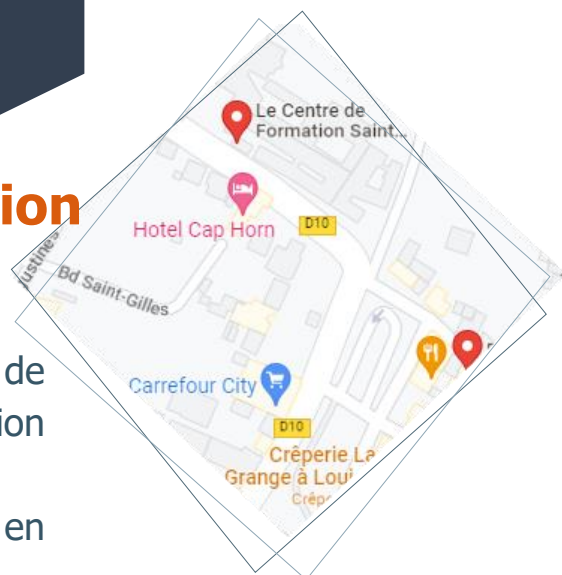 Le Centre de
Formation Saint...
ion
Hotel Cap Horn
D10
Bd Saint-Gilles
de
Carrefour City
ion
D10
Crêperie La
Grange à Loui
Crêp
en